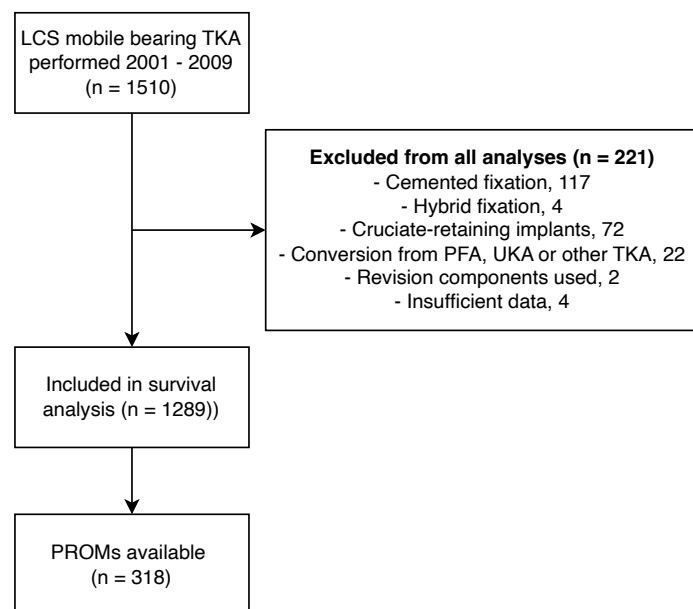 LCS mobile bearing TKA
performed 2001 - 2009
(n = 1510)
Excluded from all analyses (n = 221)
- Cemented fixation, 117
- Hybrid fixation, 4
- Cruciate-retaining implants, 72
- Conversion from PFA, UKA or other TKA, 22
- Revision components used, 2
- Insufficient data, 4
Included in survival
analysis (n = 1289))
PROMs available
(n = 318)